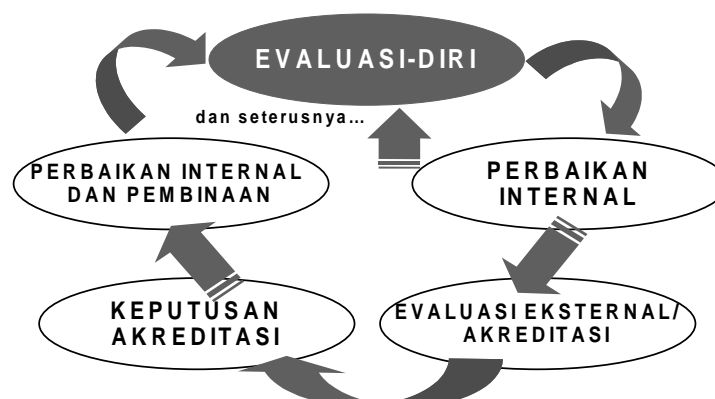 EVALUASI-DIRI
dan seterusnya...
PERBAIKAN INTERNAL
DAN PEMBINAAN
PERBAIKAN
INTERNAL
KEPUTUSAN
AKREDITASI
EVALUASI EKSTERNAL/
AKREDITASI